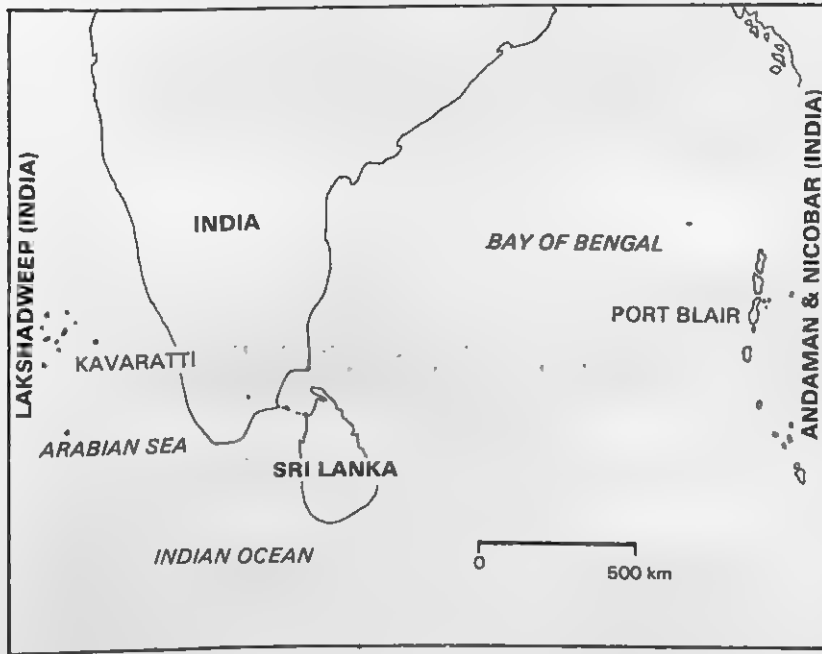 LAKSHADWEEP (INDIA)
INDIA
BAY OF BENGAL
ANDAMAN & NICOBAR (INDIA)
PORT BLAIR
KAVARATTI
ARABIAN SEA
SRI LANKA
INDIAN OCEAN
0
500 km